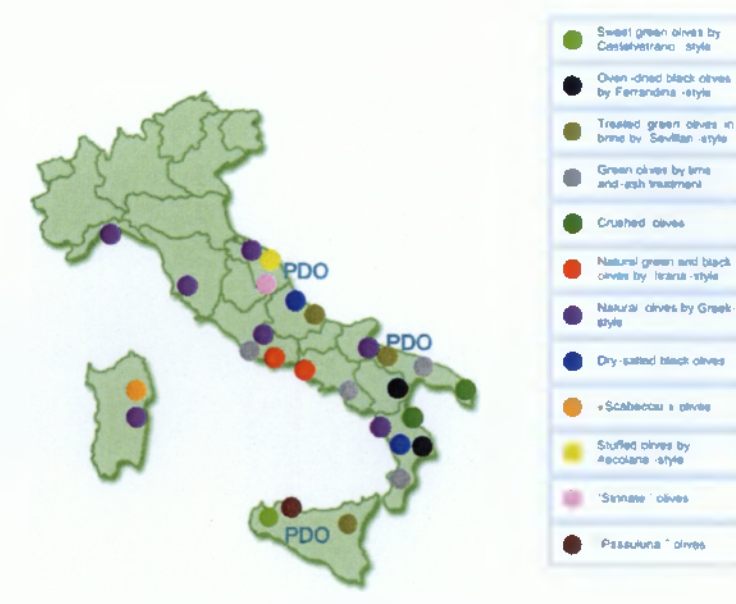 Sweet green olives by
Castelvetrano style
Oven -dried black olives
by Ferrandina -style
Treated green olives in
brine by Sevillian -style
Green olives by lime
and-ash treatment
Crushed olives
Natural green and black
olives by Itrana -style
Natural olives by Greek-
style
Dry-salted black olives
olives
Stuffed olives by
Ascolana -style
olives
olives
PDO
PDO
PDO